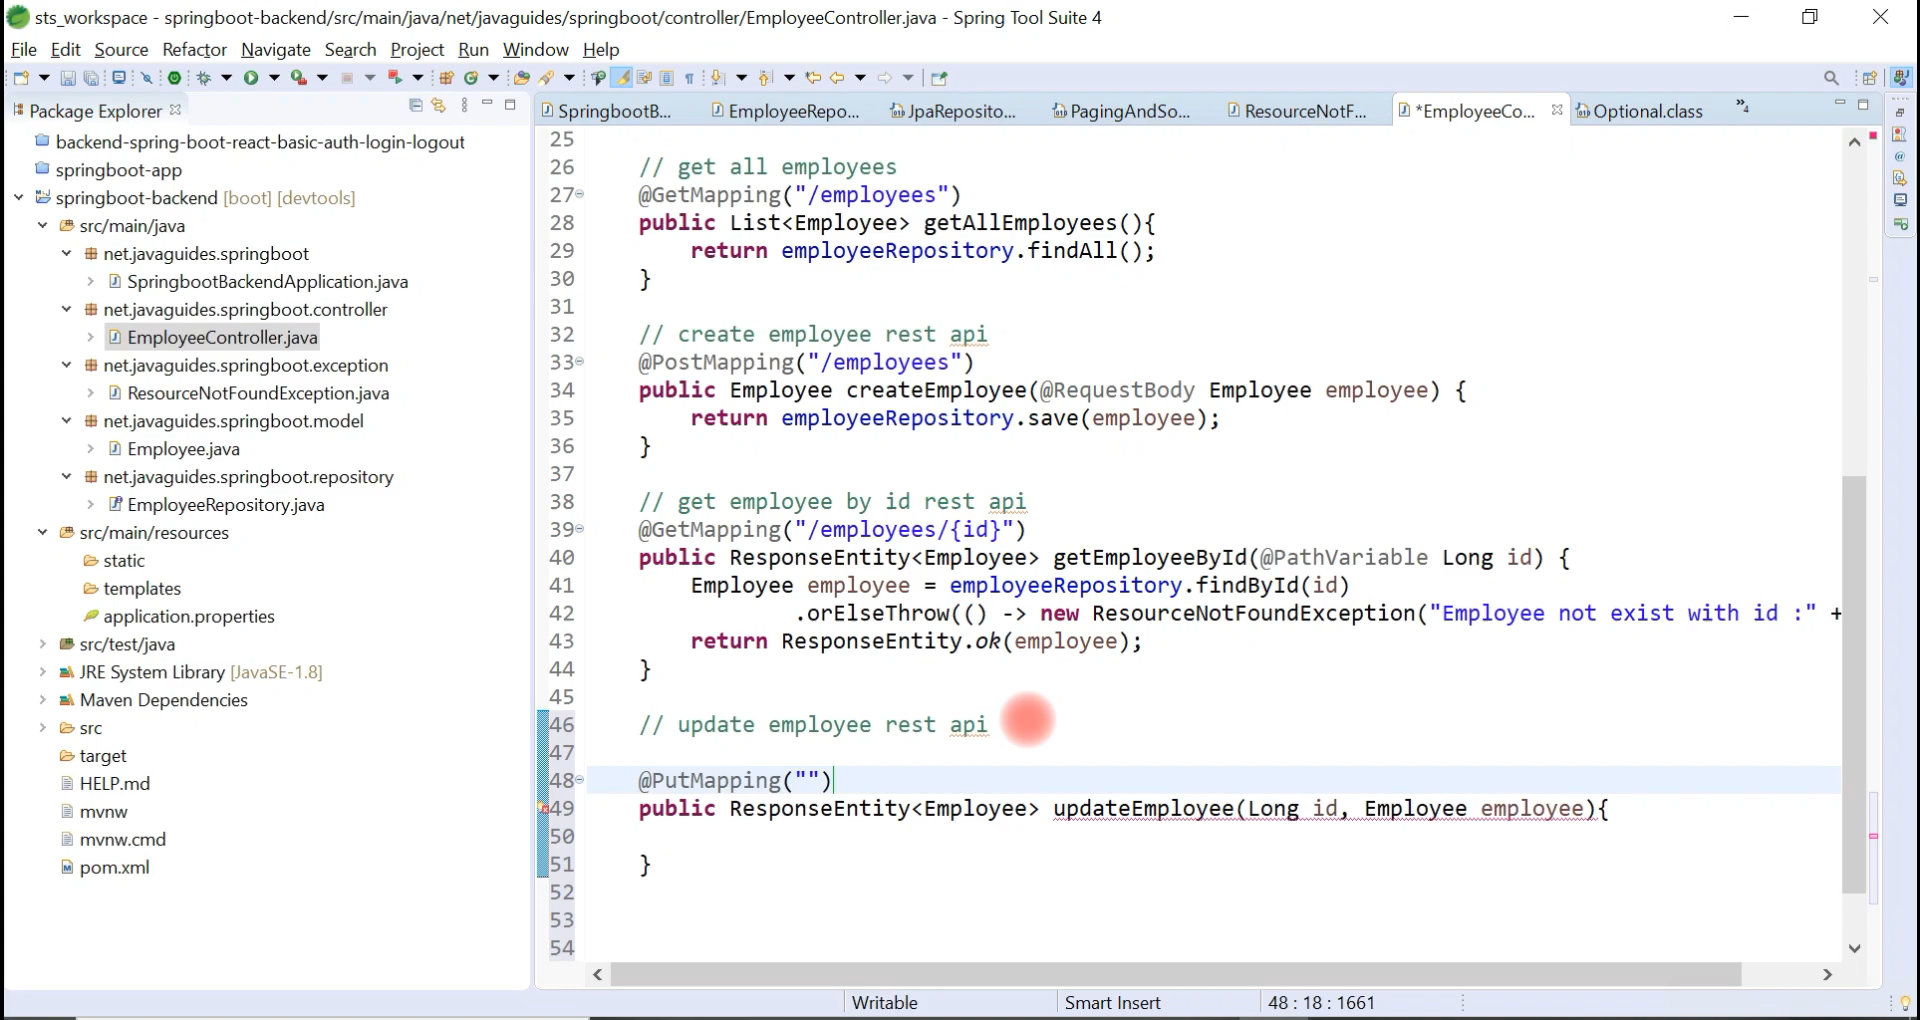 sts_workspace - springboot-backend/src/main/java/net/javaguides/springboot/controller/EmployeeController.java - Spring Tool Suite 4
File Edit Source Refactor Navigate Search Project Run Window Help
Package Explorer
backend-spring-boot-react-basic-auth-login-logout
springboot-app
springboot-backend [boot] [devtools]
src/main/java
net.javaguides.springboot
SpringbootBackendApplication.java
net.javaguides.springboot.controller
EmployeeController.java
net.javaguides.springboot.exception
ResourceNotFoundException.java
net.javaguides.springboot.model
Employee.java
net.javaguides.springboot.repository
EmployeeRepository.java
src/main/resources
static
templates
application.properties
src/test/java
JRE System Library [JavaSE-1.8]
Maven Dependencies
src
target
HELP.md
mvnw
mvnw.cmd
pom.xml
SpringbootB... EmployeeRepo... JpaReposito... PagingAndSo... ResourceNotF... *EmployeeCo... Optional.class »4
25
26 // get all employees
27 @GetMapping("/employees")
28 public List<Employee> getAllEmployees(){
29 return employeeRepository.findAll();
30 }
31
32 // create employee rest api
33 @PostMapping("/employees")
34 public Employee createEmployee(@RequestBody Employee employee) {
35 return employeeRepository.save(employee);
36 }
37
38 // get employee by id rest api
39 @GetMapping("/employees/{id}")
40 public ResponseEntity<Employee> getEmployeeById(@PathVariable Long id) {
41 Employee employee = employeeRepository.findById(id)
42 .orElseThrow(() -> new ResourceNotFoundException("Employee not exist with id :" +
43 return ResponseEntity.ok(employee);
44 }
45
46 // update employee rest api
47
48 @PutMapping("")
49 public ResponseEntity<Employee> updateEmployee(Long id, Employee employee){
50
51 }
52
53
54
Writable Smart Insert 48 : 18 : 1661